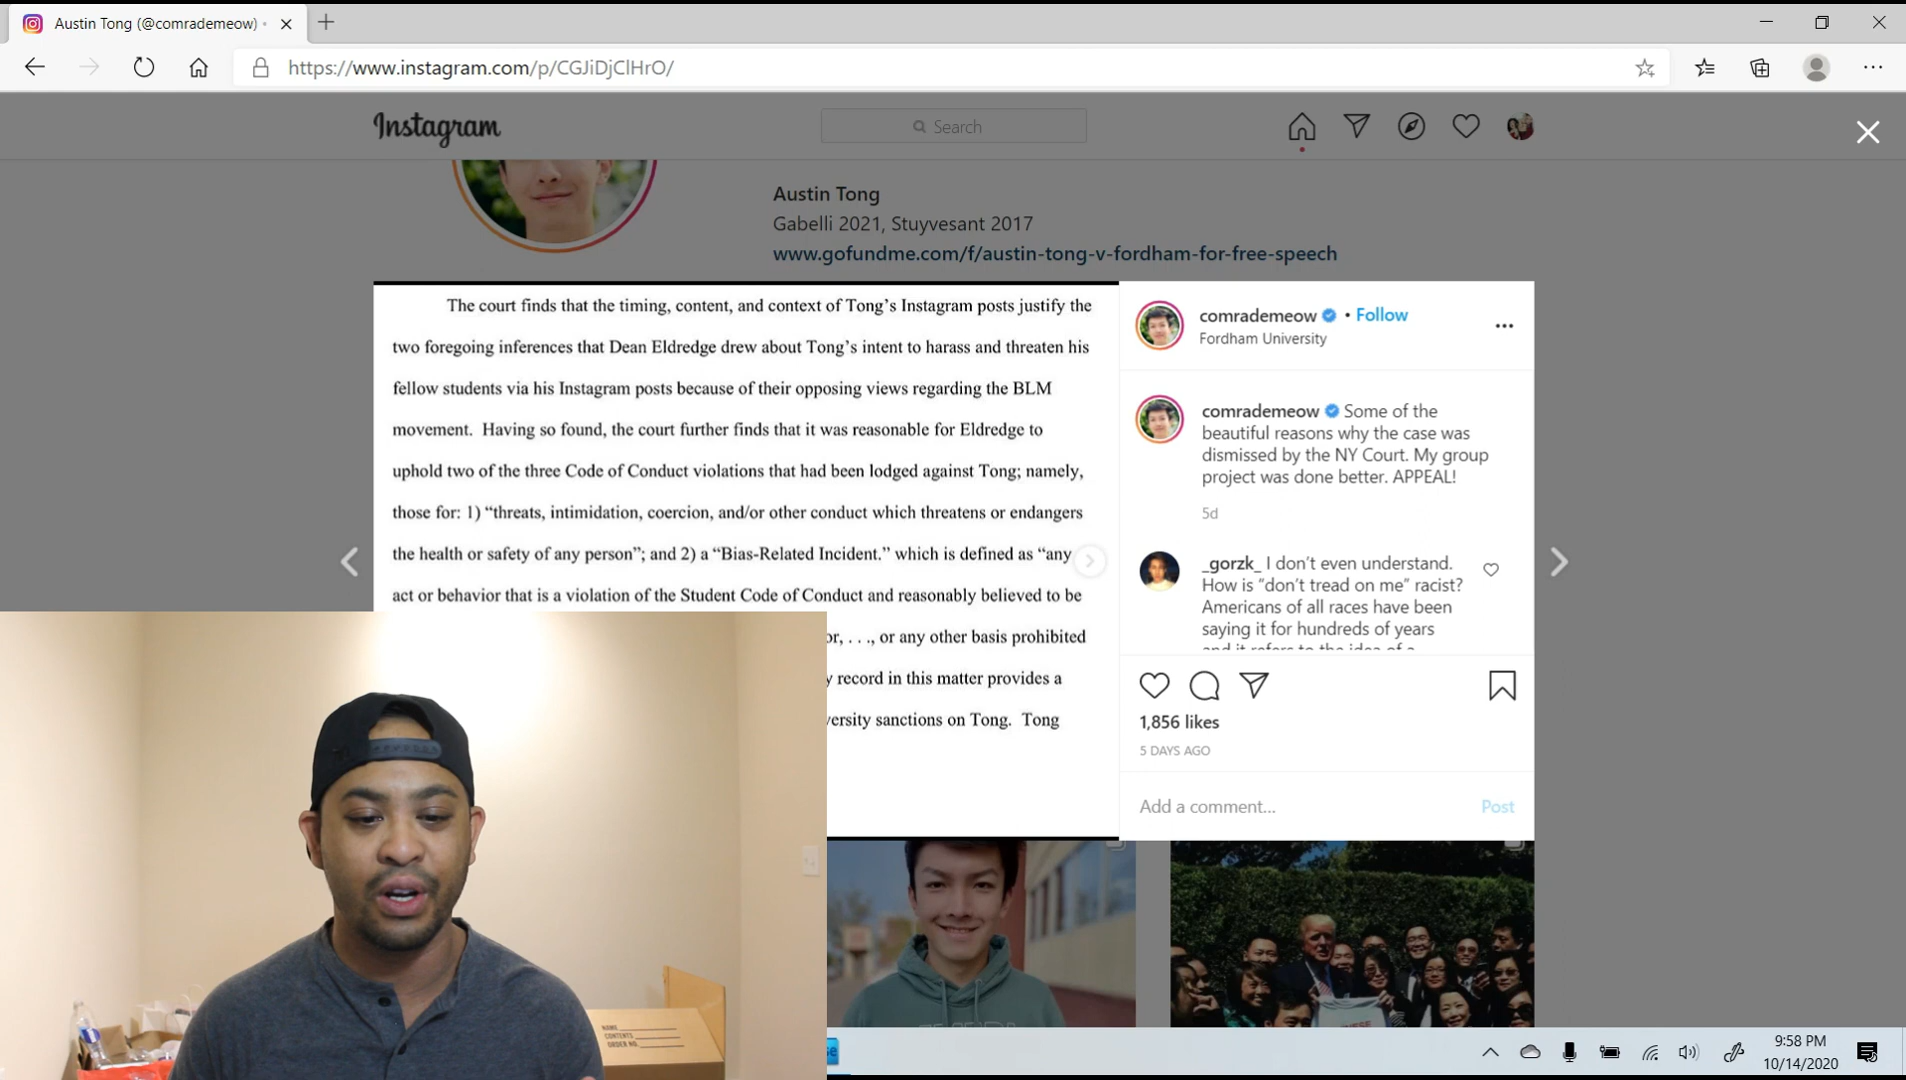 Austin Tong (@comrademeow) •
https://www.instagram.com/p/CGJiDjClHrO/
Instagram
Search
Austin Tong
Gabelli 2021, Stuyvesant 2017
www.gofundme.com/f/austin-tong-v-fordham-for-free-speech
The court finds that the timing, content, and context of Tong's Instagram posts justify the
two foregoing inferences that Dean Eldredge drew about Tong's intent to harass and threaten his
fellow students via his Instagram posts because of their opposing views regarding the BLM
movement. Having so found, the court further finds that it was reasonable for Eldredge to
uphold two of the three Code of Conduct violations that had been lodged against Tong; namely,
those for: 1) "threats, intimidation, coercion, and/or other conduct which threatens or endangers
the health or safety of any person"; and 2) a "Bias-Related Incident." which is defined as "any
act or behavior that is a violation of the Student Code of Conduct and reasonably believed to be
or, . . ., or any other basis prohibited
record in this matter provides a
versity sanctions on Tong. Tong
comrademeow • Follow
Fordham University
comrademeow Some of the
beautiful reasons why the case was
dismissed by the NY Court. My group
project was done better. APPEAL!
5d
_gorzk_ I don't even understand.
How is "don't tread on me" racist?
Americans of all races have been
saying it for hundreds of years
and it refers to the idea of a
1,856 likes
5 DAYS AGO
Add a comment...
Post
NAME
CONTENTS
ORDER NO.
9:58 PM
10/14/2020